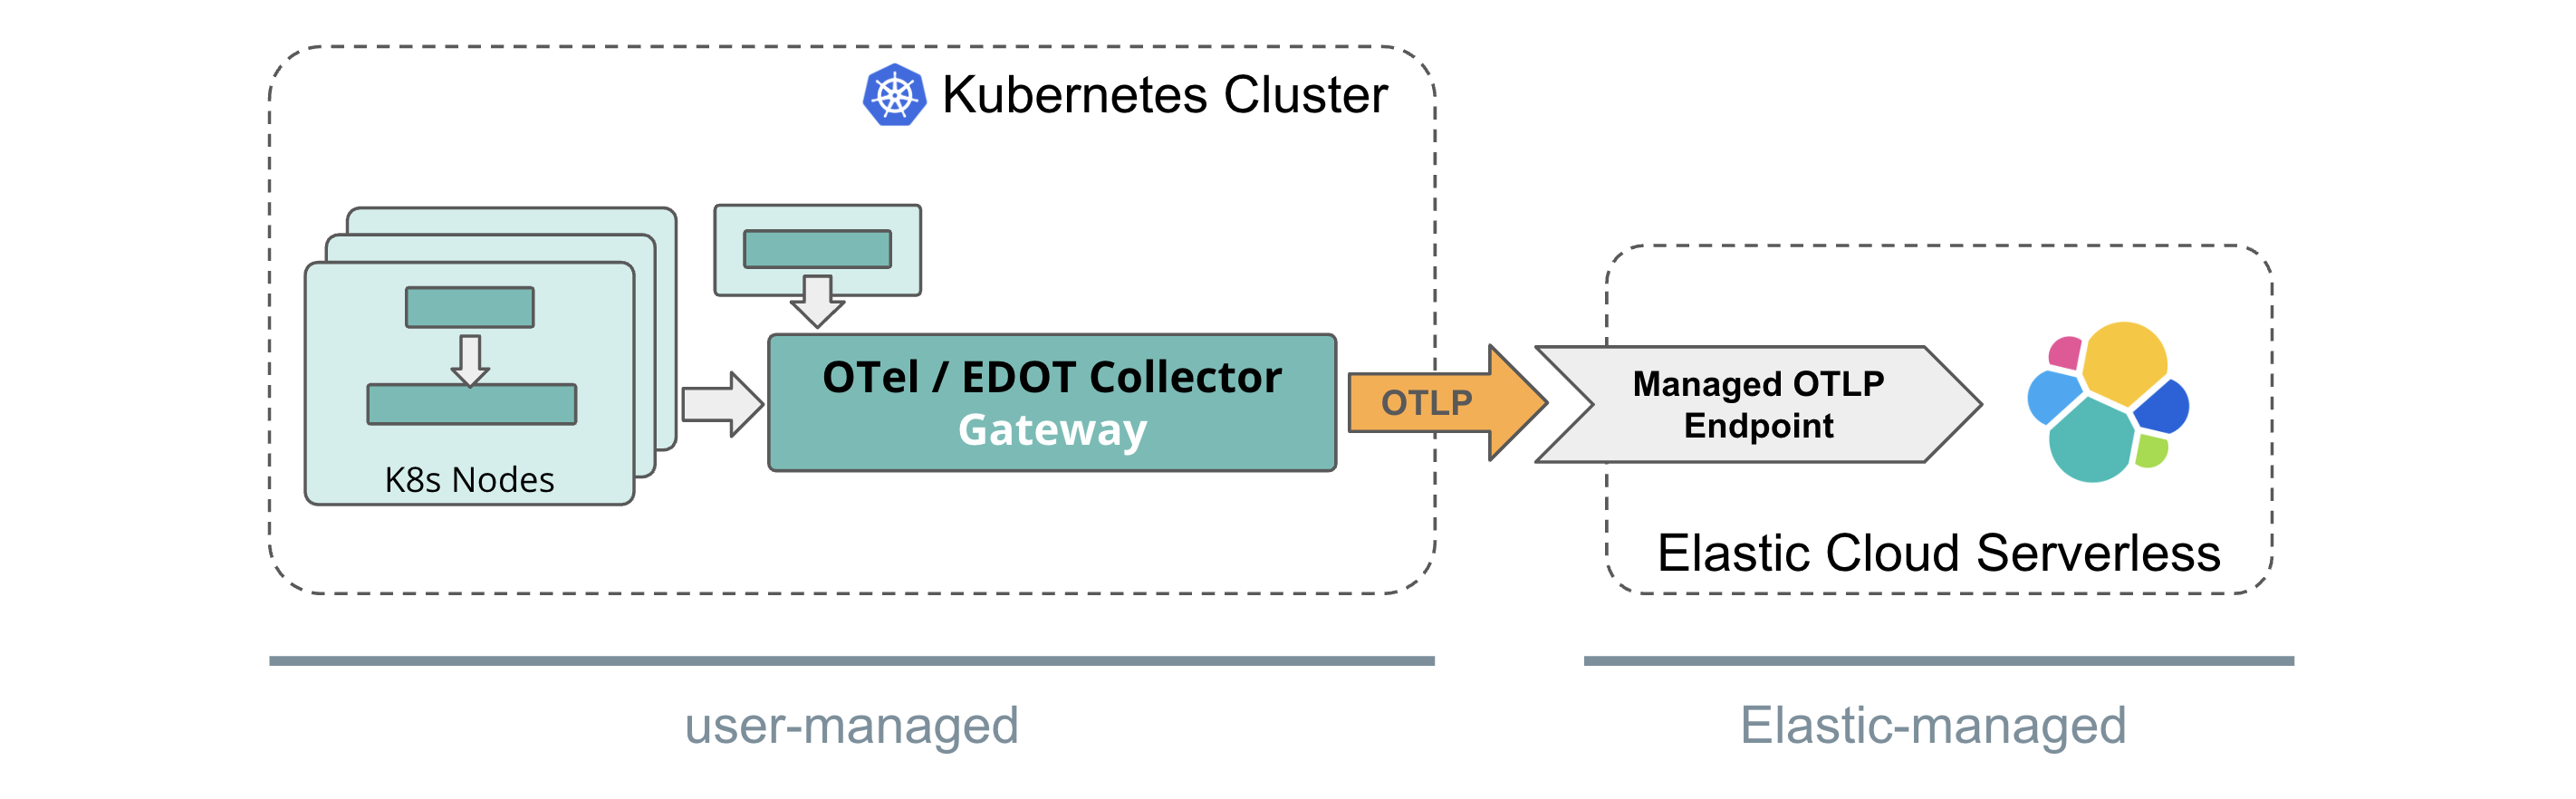 Kubernetes Cluster
K8s Nodes
OTel / EDOT Collector
Gateway
OTLP
Managed OTLP
Endpoint
Elastic Cloud Serverless
user-managed
Elastic-managed